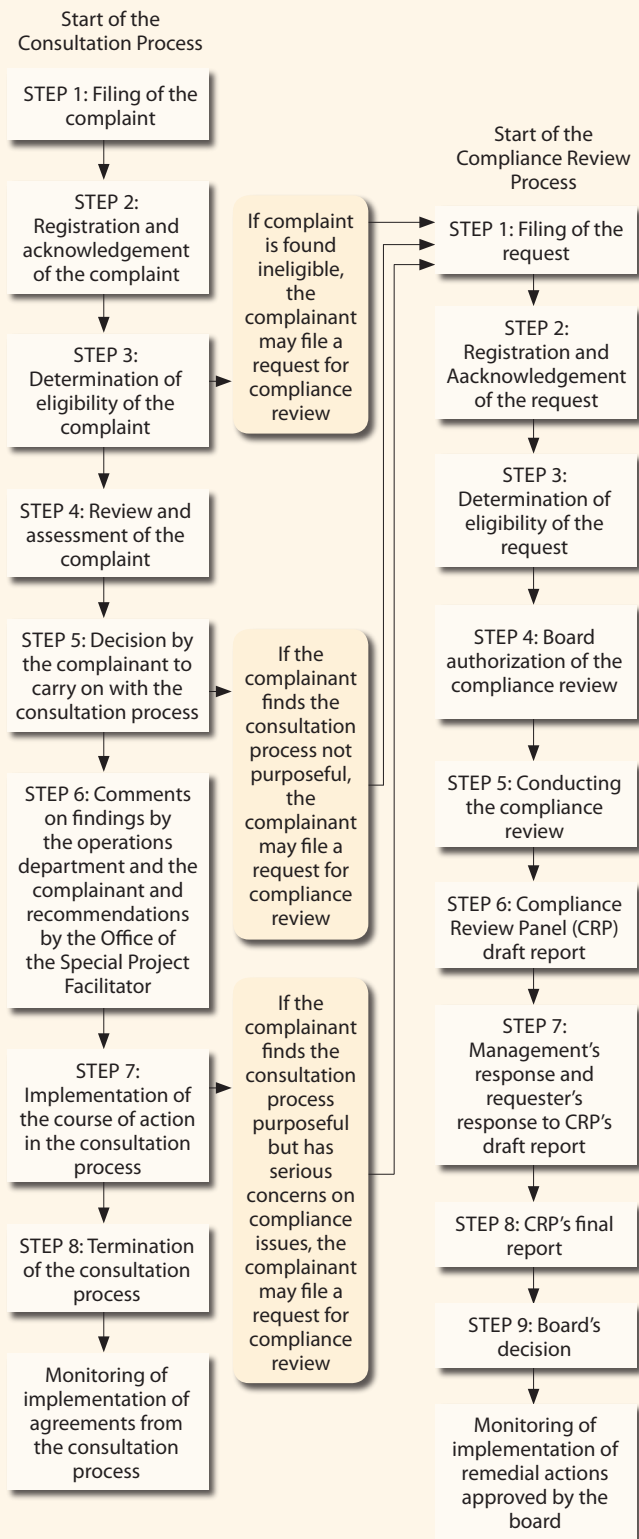 Start of the
Consultation Process
STEP 1: Filing of the
complaint
STEP 2:
Registration and
acknowledgement
of the complaint
STEP 3:
Determination of
eligibility of the
complaint
STEP 4: Review and
assessment of the
complaint
STEP 5: Decision by
the complainant to
carry on with the
consultation process
STEP 6: Comments
on findings by
the operations
department and the
complainant and
recommendations
by the Office of
the Special Project
Facilitator
STEP 7:
Implementation of
the course of action
in the consultation
process
STEP 8: Termination
of the consultation
process
Monitoring of
implementation of
agreements from
the consultation
process
If complaint
is found
ineligible,
the
complainant
may file a
request for
compliance
review
If the
complainant
finds the
consultation
process not
purposeful,
the
complainant
may file a
request for
compliance
review
If the
complainant
finds the
consultation
process
purposeful
but has
serious
concerns on
compliance
issues, the
complainant
may file a
request for
compliance
review
Start of the
Compliance Review
Process
STEP 1: Filing of the
request
STEP 2:
Registration and
Aacknowledgement
of the request
STEP 3:
Determination of
eligibility of the
request
STEP 4: Board
authorization of the
compliance review
STEP 5: Conducting
the compliance
review
STEP 6: Compliance
Review Panel (CRP)
draft report
STEP 7:
Management's
response and
requester's
response to CRP's
draft report
STEP 8: CRP's final
report
STEP 9: Board's
decision
Monitoring of
implementation of
remedial actions
approved by the
board